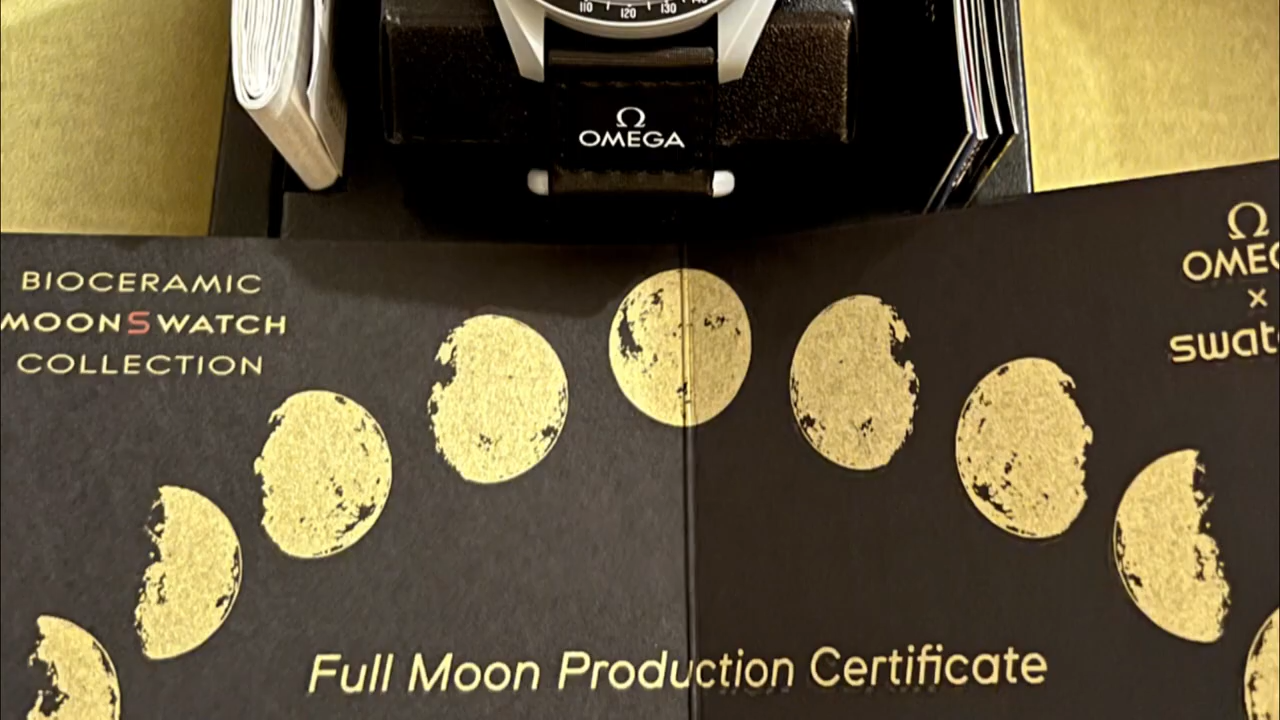 110 120 130
Ω
OMEGA
BIOCERAMIC
MOONSWATCH
COLLECTION
Ω
OMEG
×
swat
Full Moon Production Certificate